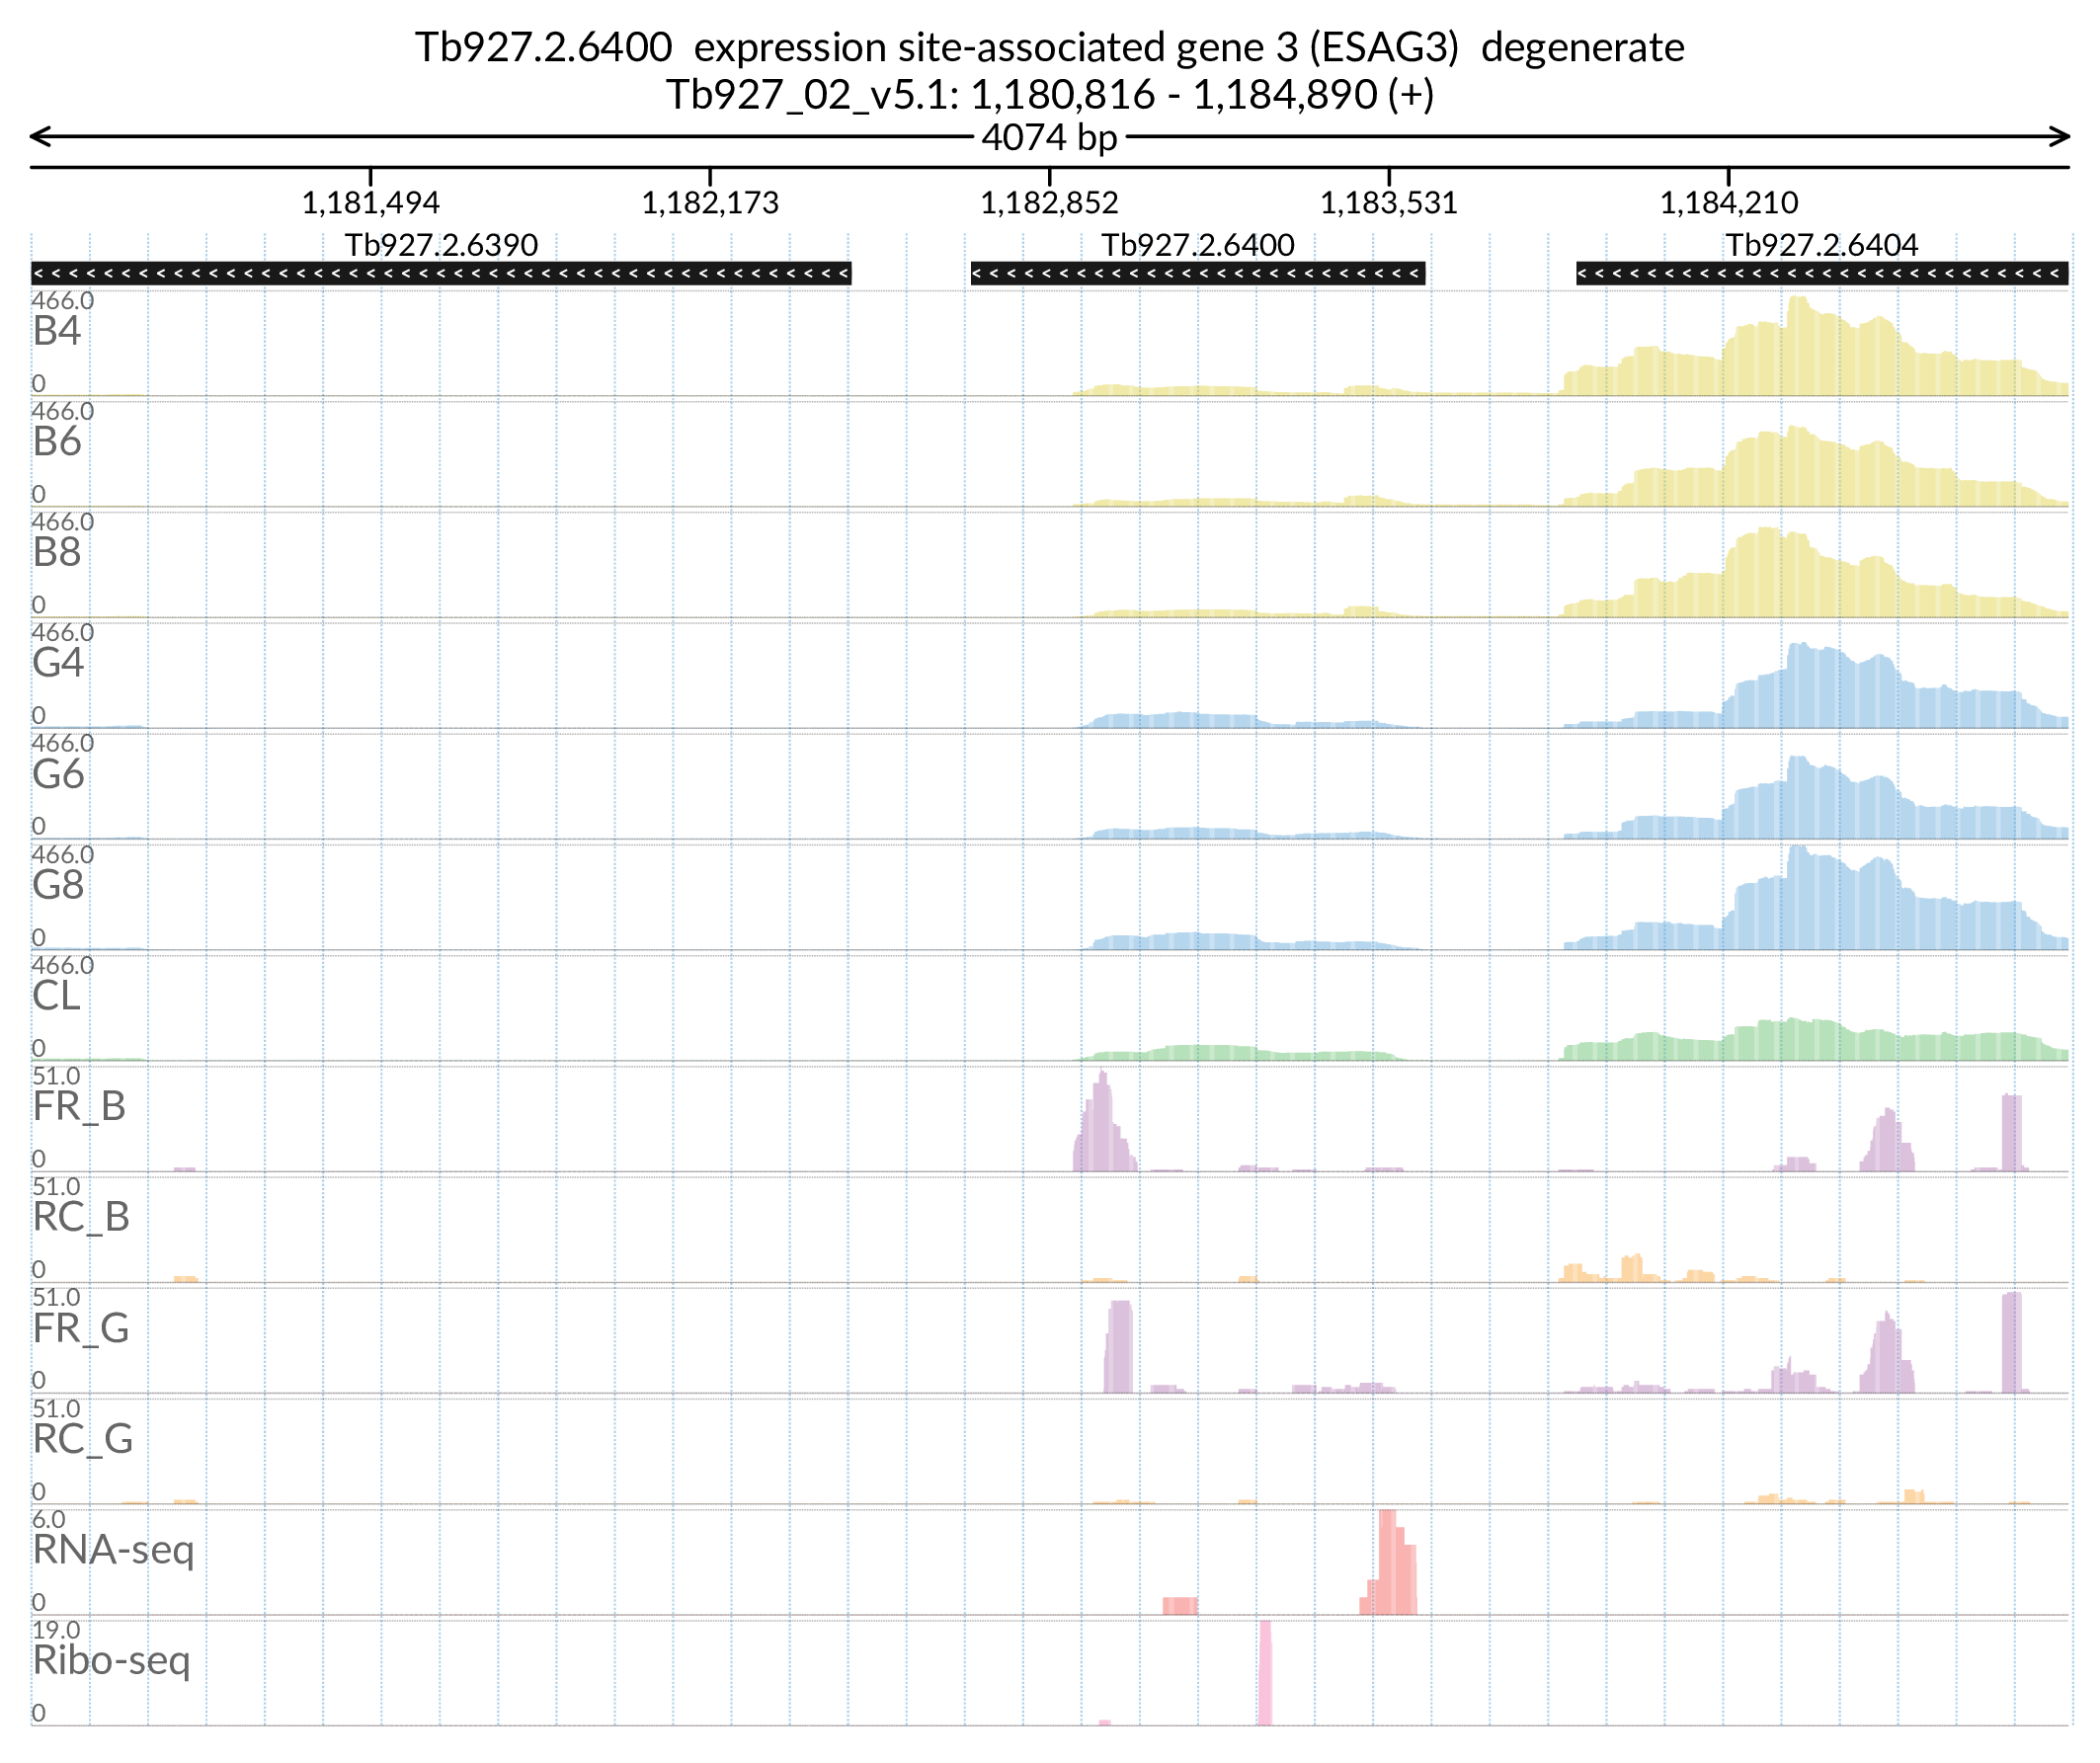 Tb927.2.6400  expression site-associated gene 3 (ESAG3)  degenerate
Tb927_02_v5.1: 1,180,816 - 1,184,890 (+)
4074 bp
1,181,494 1,182,173 1,182,852 1,183,531 1,184,210
Tb927.2.6390 Tb927.2.6400 Tb927.2.6404
466.0
B4
0
466.0
B6
0
466.0
B8
0
466.0
G4
0
466.0
G6
0
466.0
G8
0
466.0
CL
0
51.0
FR_B
0
51.0
RC_B
0
51.0
FR_G
0
51.0
RC_G
0
6.0
RNA-seq
0
19.0
Ribo-seq
0